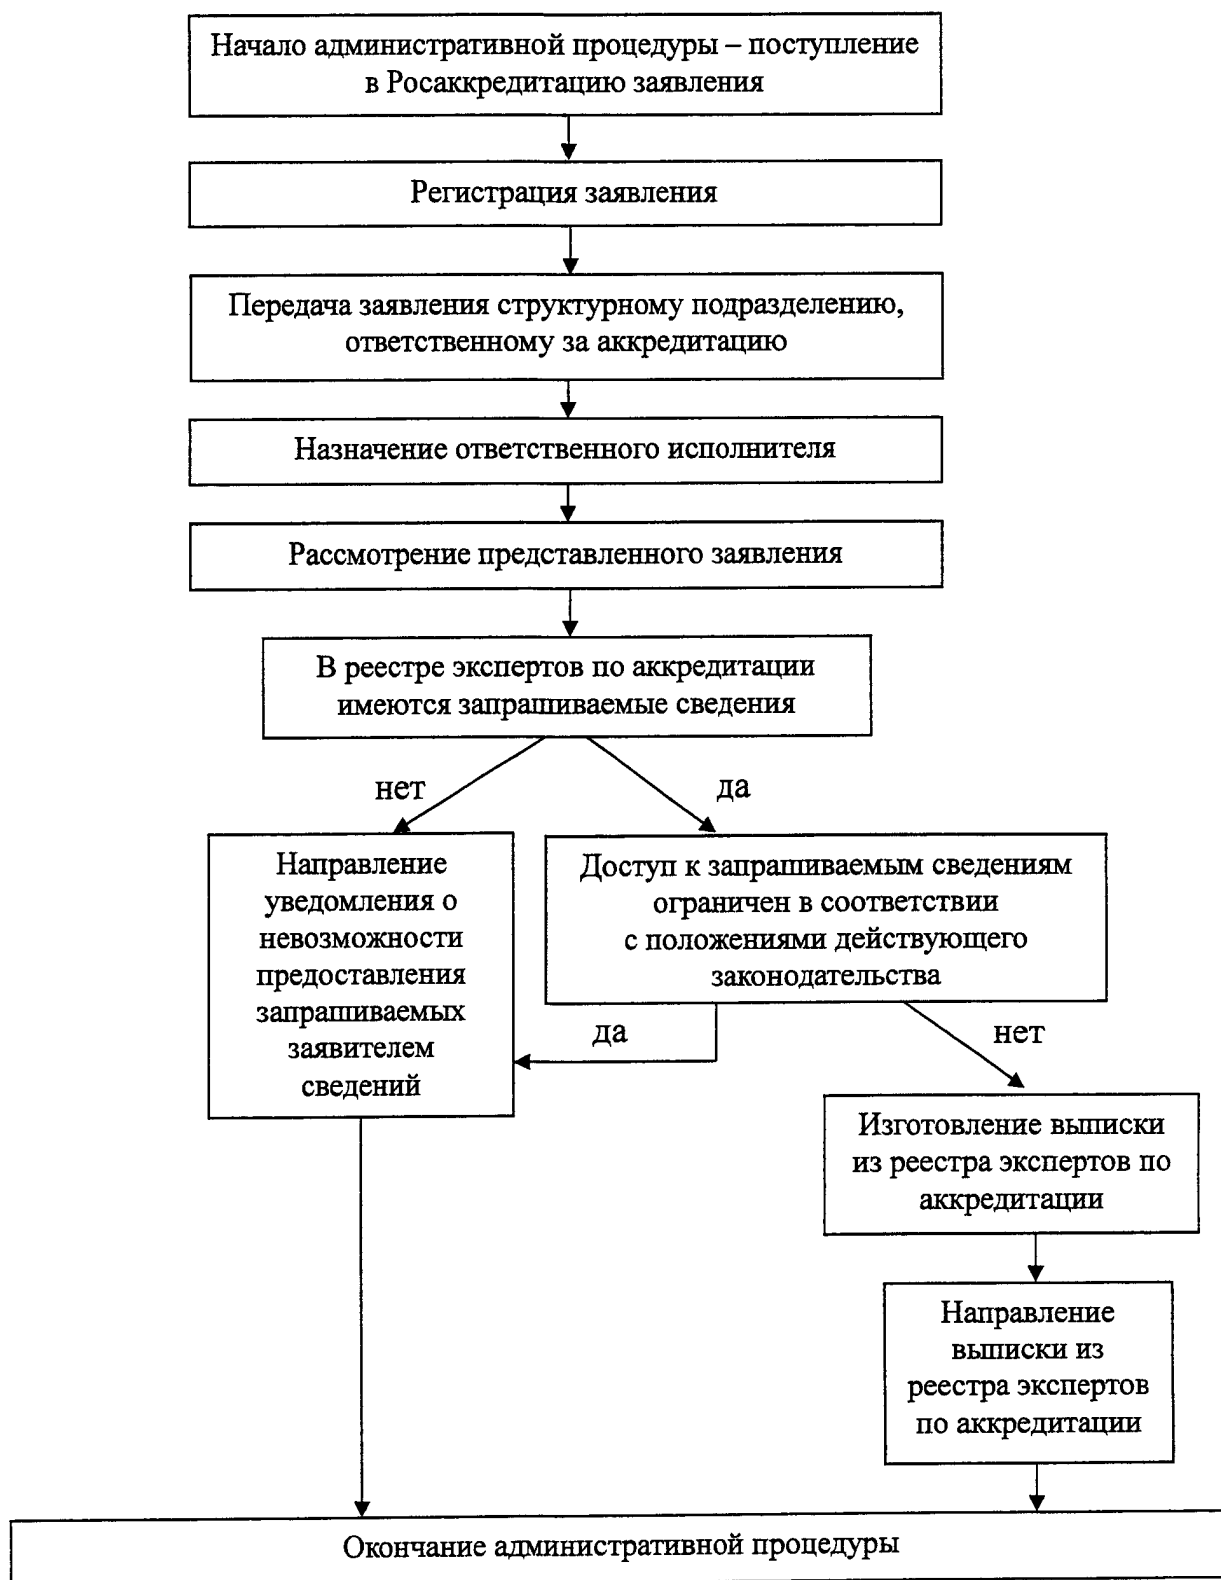 Начало административной процедуры – поступление
в Росаккредитацию заявления
Регистрация заявления
Передача заявления структурному подразделению,
ответственному за аккредитацию
Назначение ответственного исполнителя
Рассмотрение представленного заявления
В реестре экспертов по аккредитации
имеются запрашиваемые сведения
нет
да
Направление
уведомления о
невозможности
предоставления
запрашиваемых
заявителем
сведений
Доступ к запрашиваемым сведениям
ограничен в соответствии
с положениями действующего
законодательства
да
нет
Изготовление выписки
из реестра экспертов по
аккредитации
Направление
выписки из
реестра экспертов
по аккредитации
Окончание административной процедуры